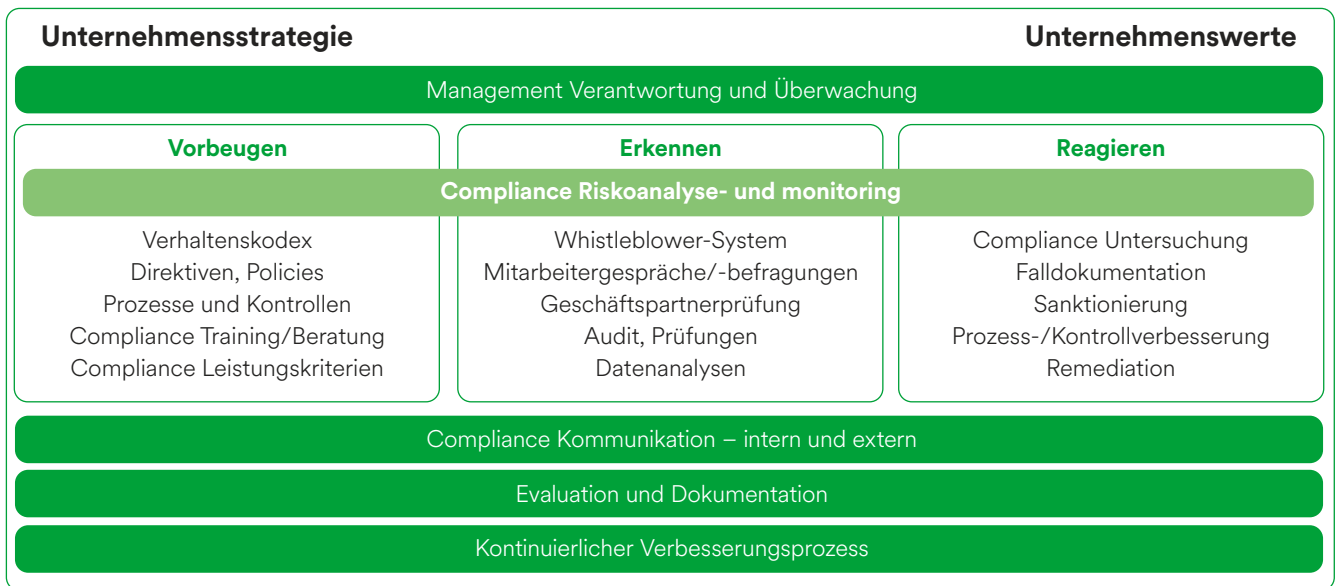 Unternehmensstrategie
Unternehmenswerte
Management Verantwortung und Überwachung
Vorbeugen
Erkennen
Reagieren
Compliance Riskoanalyse- und monitoring
Verhaltenskodex
Direktiven, Policies
Prozesse und Kontrollen
Compliance Training/Beratung
Compliance Leistungskriterien
Whistleblower-System
Mitarbeitergespräche/-befragungen
Geschäftspartnerprüfung
Audit, Prüfungen
Datenanalysen
Compliance Untersuchung
Falldokumentation
Sanktionierung
Prozess-/Kontrollverbesserung
Remediation
Compliance Kommunikation – intern und extern
Evaluation und Dokumentation
Kontinuierlicher Verbesserungsprozess